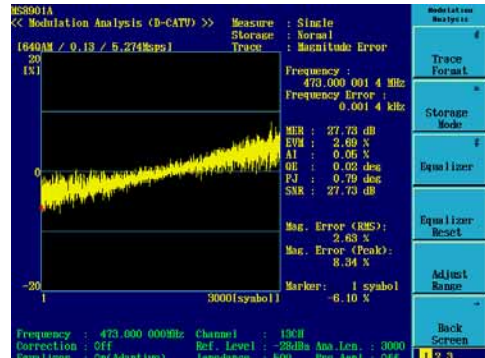 MS8901A
<< Modulation Analysis (D-CATV) >>
Measure : Single
Storage : Normal
[64QAM / 0.13 / 5.274Msps]
Trace : Magnitude Error
20
[%]
0
-20
1
3000[symbol]
Frequency :
473.000 001 4 MHz
Frequency Error :
0.001 4 kHz
MER : 27.73 dB
EVM : 2.69 %
AI : 0.05 %
QE : 0.02 deg
PJ : 0.79 deg
SNR : 27.73 dB
Mag. Error (RMS):
2.63 %
Mag. Error (Peak):
8.34 %
Marker: 1 symbol
-6.10 %
Frequency : 473.000 000MHz Channel : 13CH
Correction : Off Ref. Level : -28dBm Ana.Len. : 3000
Equalizer : On(Adaptive) Impedance : 50Ω
Modulation
Analysis
#
Trace
Format
Storage
Mode
#
Equalizer
Equalizer
Reset
Adjust
Range
→
Back
Screen
1 2 3